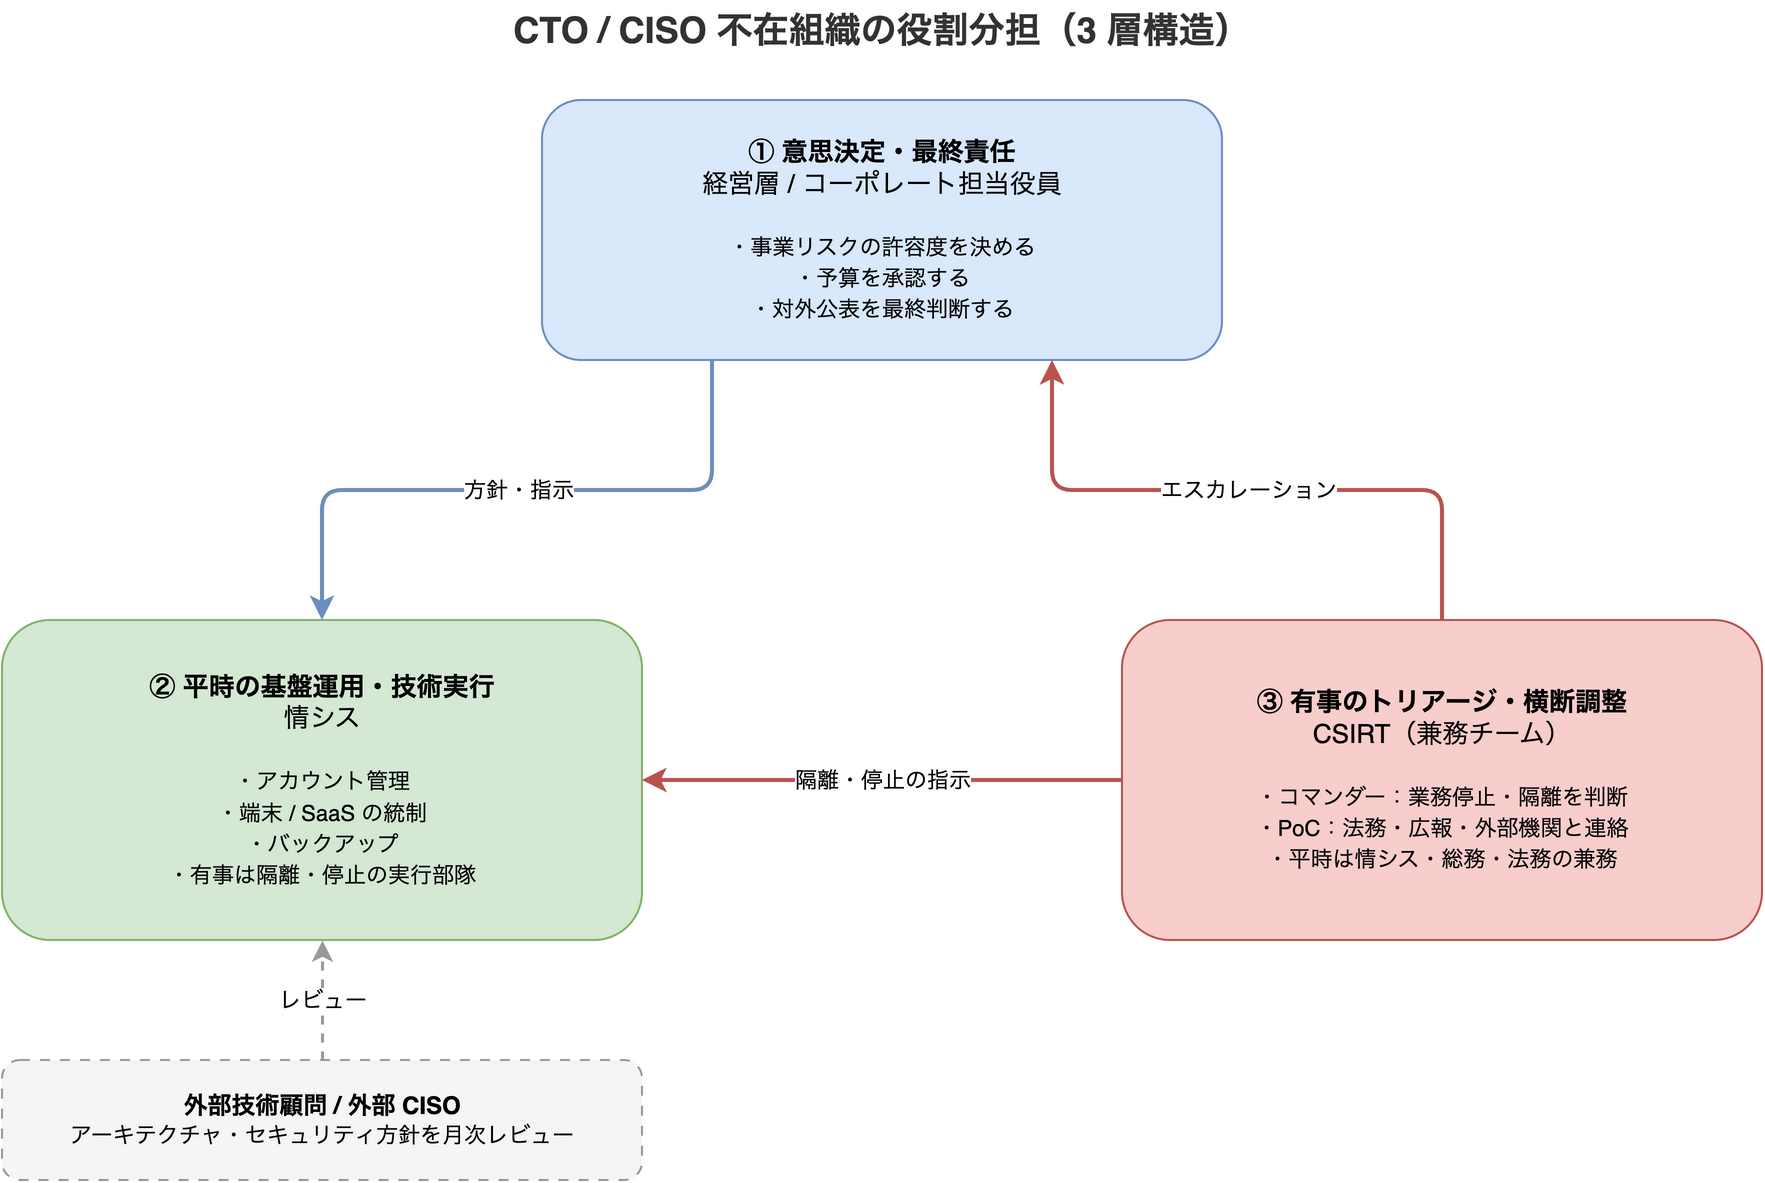 CTO / CISO 不在組織の役割分担（3 層構造）
① 意思決定・最終責任
経営層 / コーポレート担当役員
・事業リスクの許容度を決める
・予算を承認する
・対外公表を最終判断する
方針・指示
エスカレーション
② 平時の基盤運用・技術実行
情シス
・アカウント管理
・端末 / SaaS の統制
・バックアップ
・有事は隔離・停止の実行部隊
隔離・停止の指示
③ 有事のトリアージ・横断調整
CSIRT（兼務チーム）
・コマンダー：業務停止・隔離を判断
・PoC：法務・広報・外部機関と連絡
・平時は情シス・総務・法務の兼務
レビュー
外部技術顧問 / 外部 CISO
アーキテクチャ・セキュリティ方針を月次レビュー